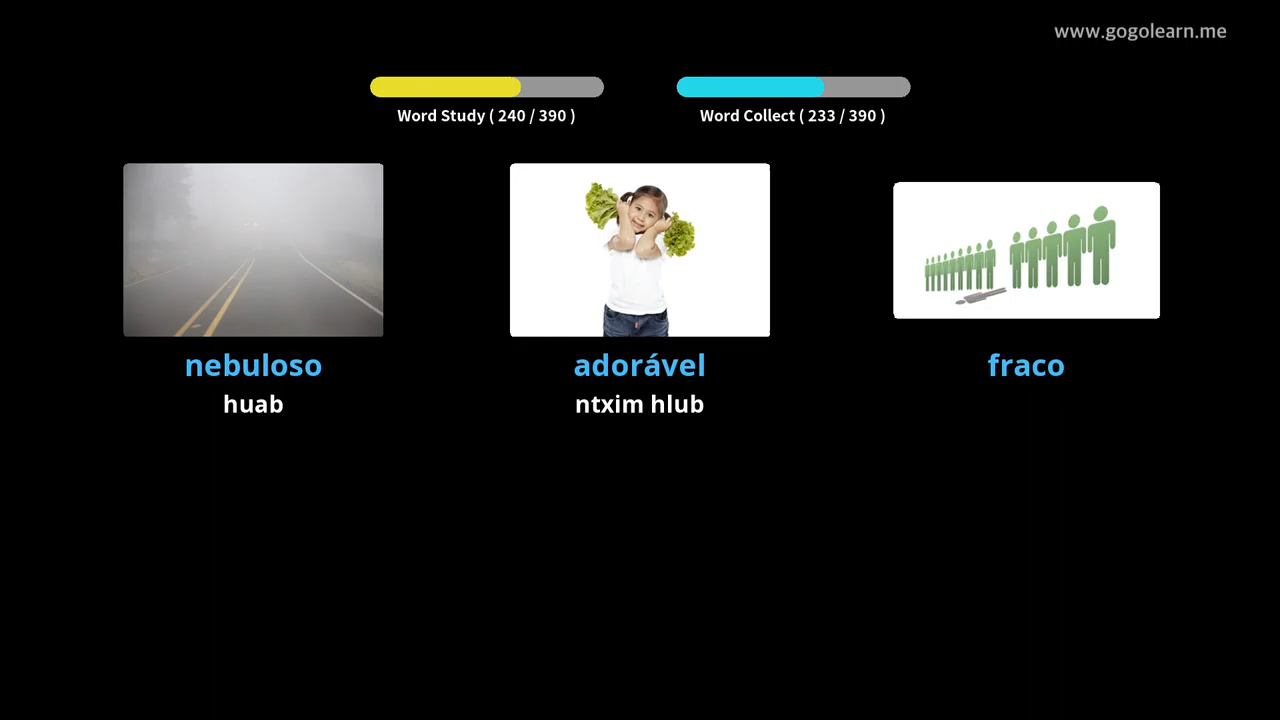 www.gogolearn.me
Word Study ( 240 / 390 )
Word Collect ( 233 / 390 )
nebuloso
adorável
fraco
huab
ntxim hlub